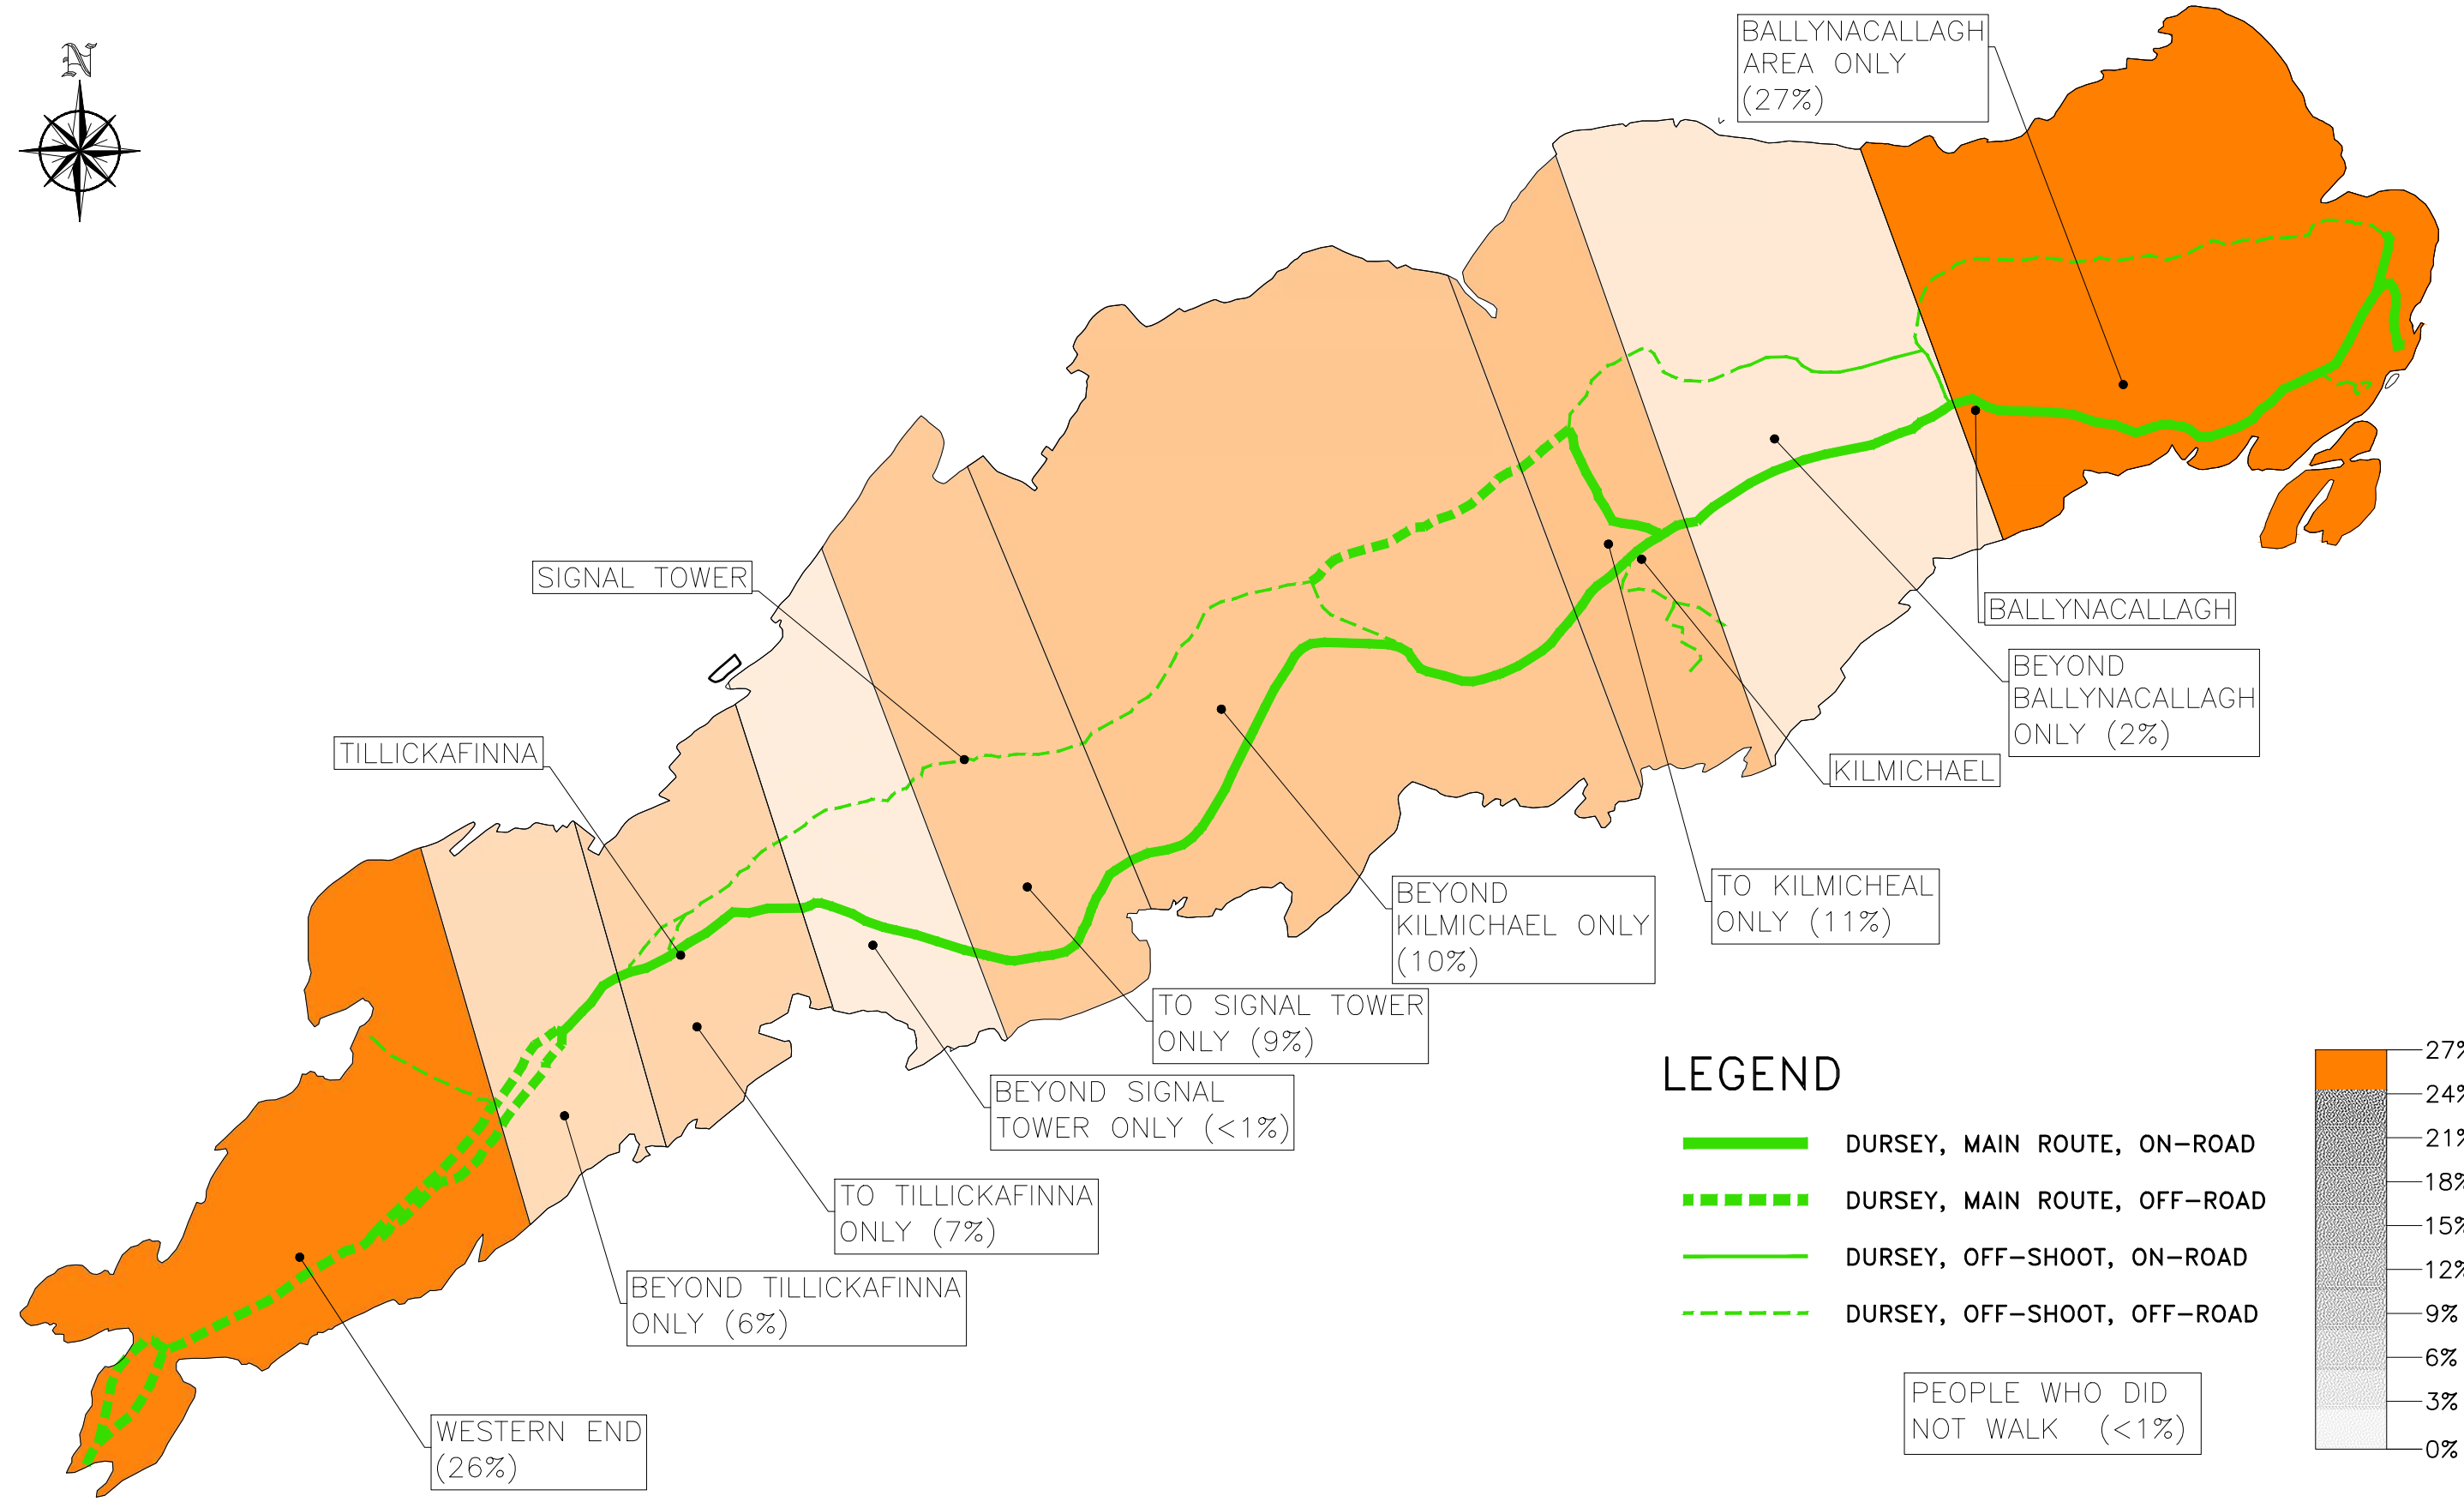 N
BALLYNACALLAGH
AREA ONLY
(27%)
SIGNAL TOWER
BALLYNACALLAGH
BEYOND
BALLYNACALLAGH
ONLY (2%)
TILLICKAFINNA
KILMICHAEL
TO KILMICHEAL
ONLY (11%)
BEYOND
KILMICHAEL ONLY
(10%)
TO SIGNAL TOWER
ONLY (9%)
BEYOND SIGNAL
TOWER ONLY (<1%)
TO TILLICKAFINNA
ONLY (7%)
BEYOND TILLICKAFINNA
ONLY (6%)
WESTERN END
(26%)
LEGEND
DURSEY, MAIN ROUTE, ON-ROAD
DURSEY, MAIN ROUTE, OFF-ROAD
DURSEY, OFF-SHOOT, ON-ROAD
DURSEY, OFF-SHOOT, OFF-ROAD
PEOPLE WHO DID
NOT WALK (<1%)
27%
24%
21%
18%
15%
12%
9%
6%
3%
0%